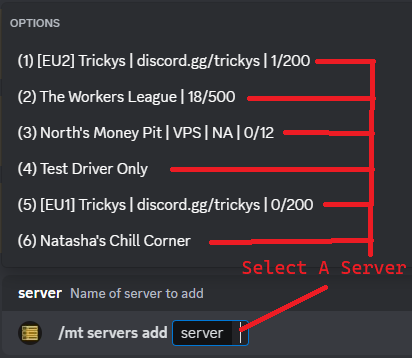 OPTIONS
(1) [EU2] Trickys | discord.gg/trickys | 1/200
(2) The Workers League | 18/500
(3) North's Money Pit | VPS | NA | 0/12
(4) Test Driver Only
(5) [EU1] Trickys | discord.gg/trickys | 0/200
(6) Natasha's Chill Corner
Select A Server
server Name of server to add
/mt servers add server